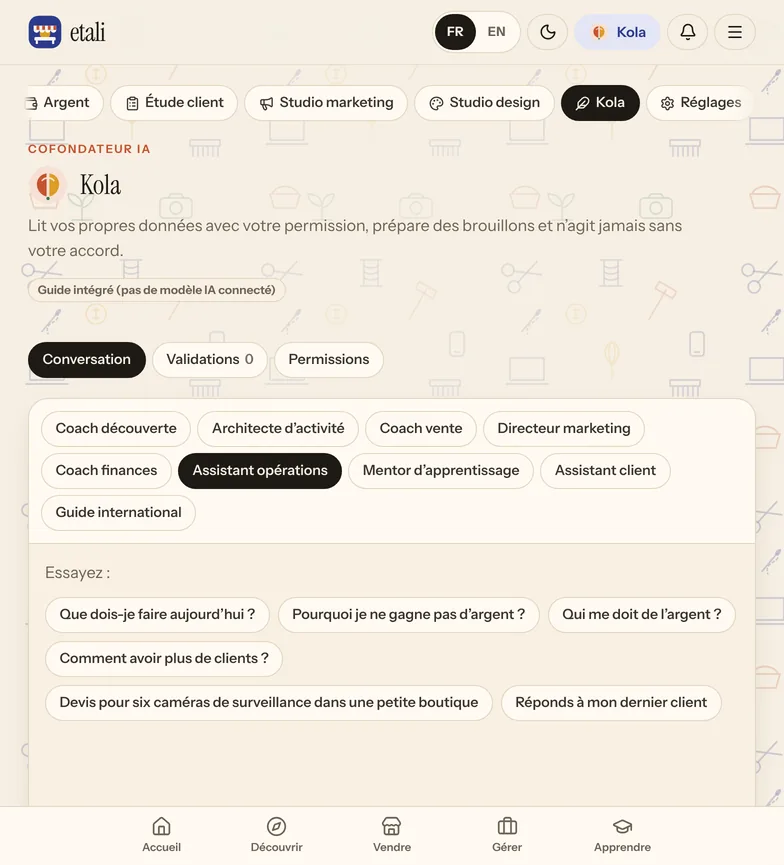 etali
FR EN Kola
Argent Étude client Studio marketing Studio design Kola Réglages
COFONDATEUR IA
Kola
Lit vos propres données avec votre permission, prépare des brouillons et n’agit jamais sans
votre accord.
Guide intégré (pas de modèle IA connecté)
Conversation Validations 0 Permissions
Coach découverte Architecte d’activité Coach vente Directeur marketing
Coach finances Assistant opérations Mentor d’apprentissage Assistant client
Guide international
Essayez :
Que dois-je faire aujourd’hui ? Pourquoi je ne gagne pas d’argent ? Qui me doit de l’argent ?
Comment avoir plus de clients ?
Devis pour six caméras de surveillance dans une petite boutique Réponds à mon dernier client
Accueil Découvrir Vendre Gérer Apprendre